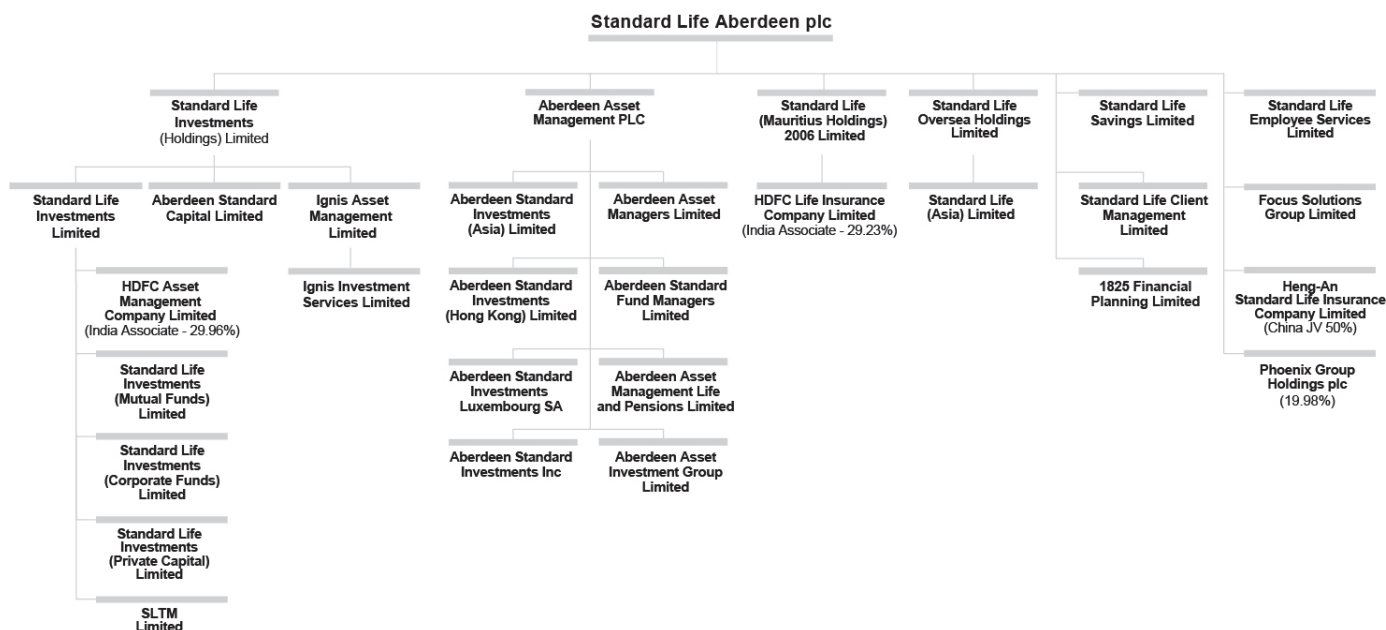 Standard Life Aberdeen plc
Standard Life
Investments
(Holdings) Limited
Aberdeen Asset
Management PLC
Standard Life
(Mauritius Holdings)
2006 Limited
Standard Life
Oversea Holdings
Limited
Standard Life
Savings Limited
Standard Life
Employee Services
Limited
Standard Life
Investments
Limited
Aberdeen Standard
Capital Limited
Ignis Asset
Management
Limited
Aberdeen Standard
Investments
(Asia) Limited
Aberdeen Asset
Managers Limited
HDFC Life Insurance
Company Limited
(India Associate - 29.23%)
Standard Life
(Asia) Limited
Standard Life Client
Management
Limited
Focus Solutions
Group Limited
HDFC Asset
Management
Company Limited
(India Associate - 29.96%)
Ignis Investment
Services Limited
Aberdeen Standard
Investments
(Hong Kong) Limited
Aberdeen Standard
Fund Managers
Limited
1825 Financial
Planning Limited
Heng-An
Standard Life Insurance
Company Limited
(China JV 50%)
Standard Life
Investments
(Mutual Funds)
Limited
Aberdeen Standard
Investments
Luxembourg SA
Aberdeen Asset
Management Life
and Pensions Limited
Phoenix Group
Holdings plc
(19.98%)
Standard Life
Investments
(Corporate Funds)
Limited
Aberdeen Standard
Investments Inc
Aberdeen Asset
Investment Group
Limited
Standard Life
Investments
(Private Capital)
Limited
SLTM
Limited